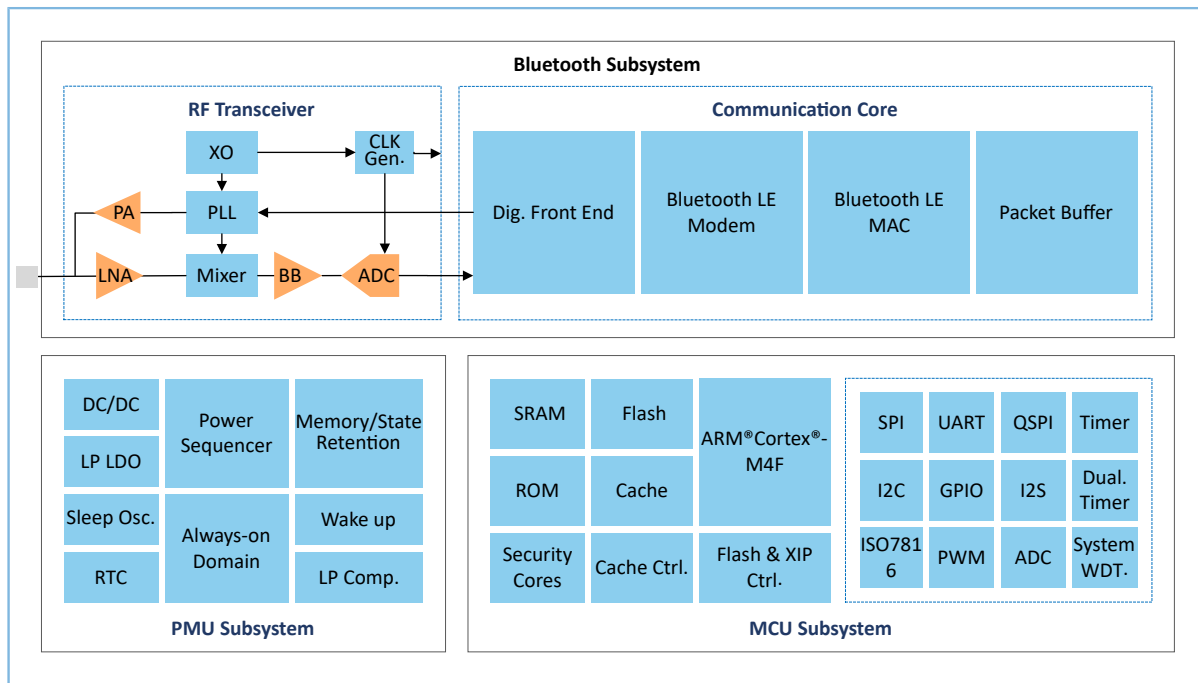 Bluetooth Subsystem
RF Transceiver
XO
CLK
Gen.
PA
PLL
LNA
Mixer
BB
ADC
Communication Core
Dig. Front End
Bluetooth LE
Modem
Bluetooth LE
MAC
Packet Buffer
DC/DC
LP LDO
Power
Sequencer
Memory/State
Retention
Sleep Osc.
RTC
Always-on
Domain
Wake up
LP Comp.
PMU Subsystem
SRAM
Flash
ARM®Cortex®-
M4F
ROM
Cache
Security
Cores
Cache Ctrl.
Flash & XIP
Ctrl.
SPI
UART
QSPI
Timer
I2C
GPIO
I2S
Dual.
Timer
ISO781
6
PWM
ADC
System
WDT.
MCU Subsystem